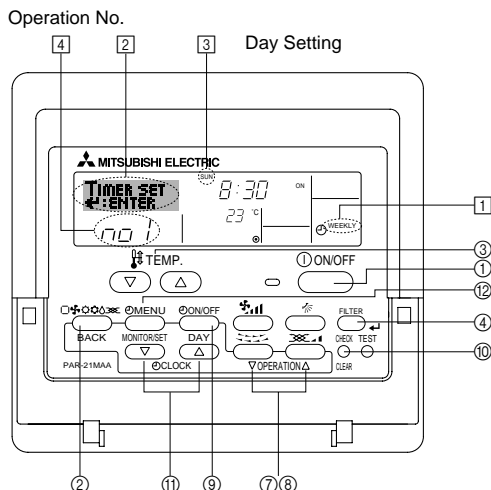 Operation No.
4 2 3 Day Setting
MITSUBISHI ELECTRIC
TIMER SET
↵:ENTER
SUN
8:30 ON
23 °C
no 1
WEEKLY
1
TEMP.
ON/OFF
③
①
⑫
MENU ON/OFF FILTER
BACK MONITOR/SET DAY CHECK TEST
④
PAR-21MAA CLOCK ▽OPERATION△ CLEAR
⑩
② ⑪ ⑨ ⑦⑧